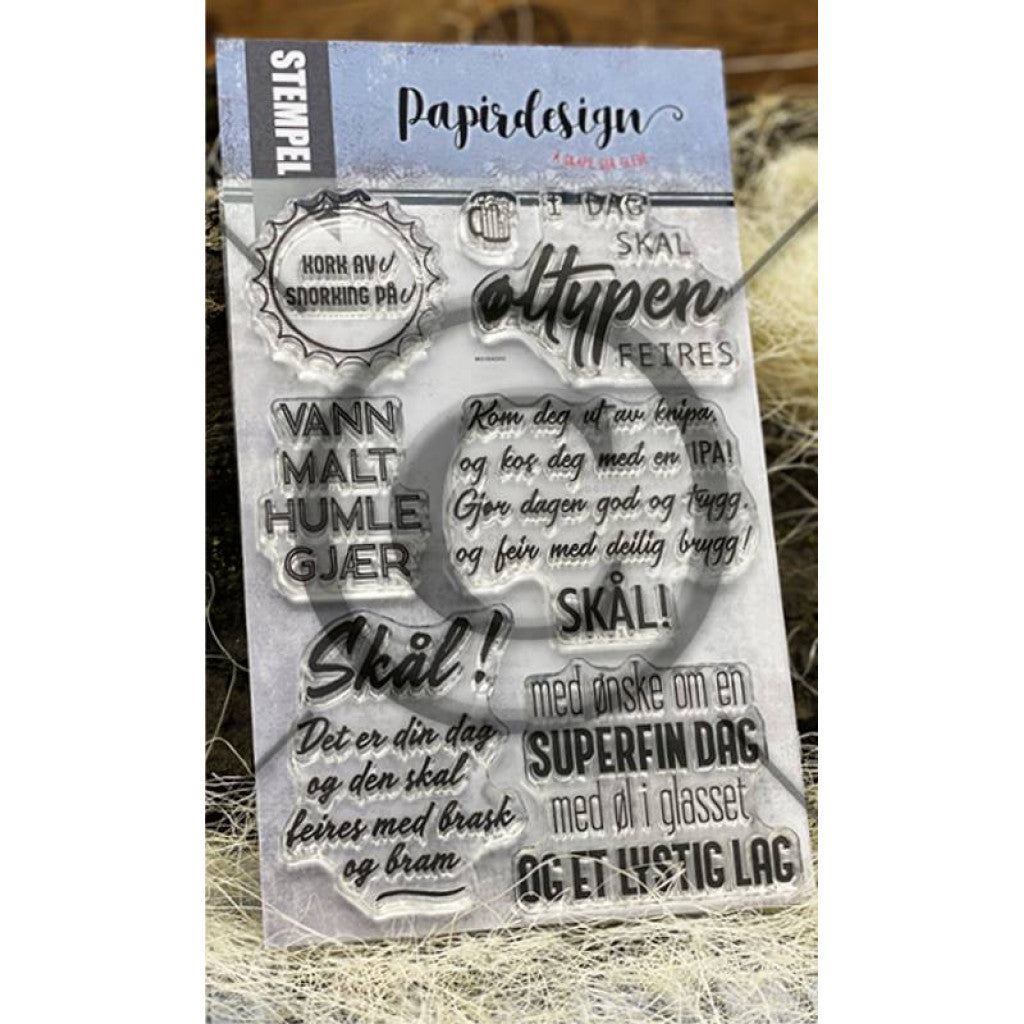 STEMPEL
Papirdesign
KORK AV
SNORKING PÅ
I DAG
SKAL
øltypen
FEIRES
VANN
MALT
HUMLE
GJÆR
Kom deg ut av knipa,
og kos deg med en IPA!
Gjør dagen god og trygg,
og feir med deilig brygg!
SKÅL!
Skål!
Det er din dag
og den skal
feires med brask
og bram
med ønske om en
SUPERFIN DAG
med øl i glasset
OG ET LYSTIG LAG